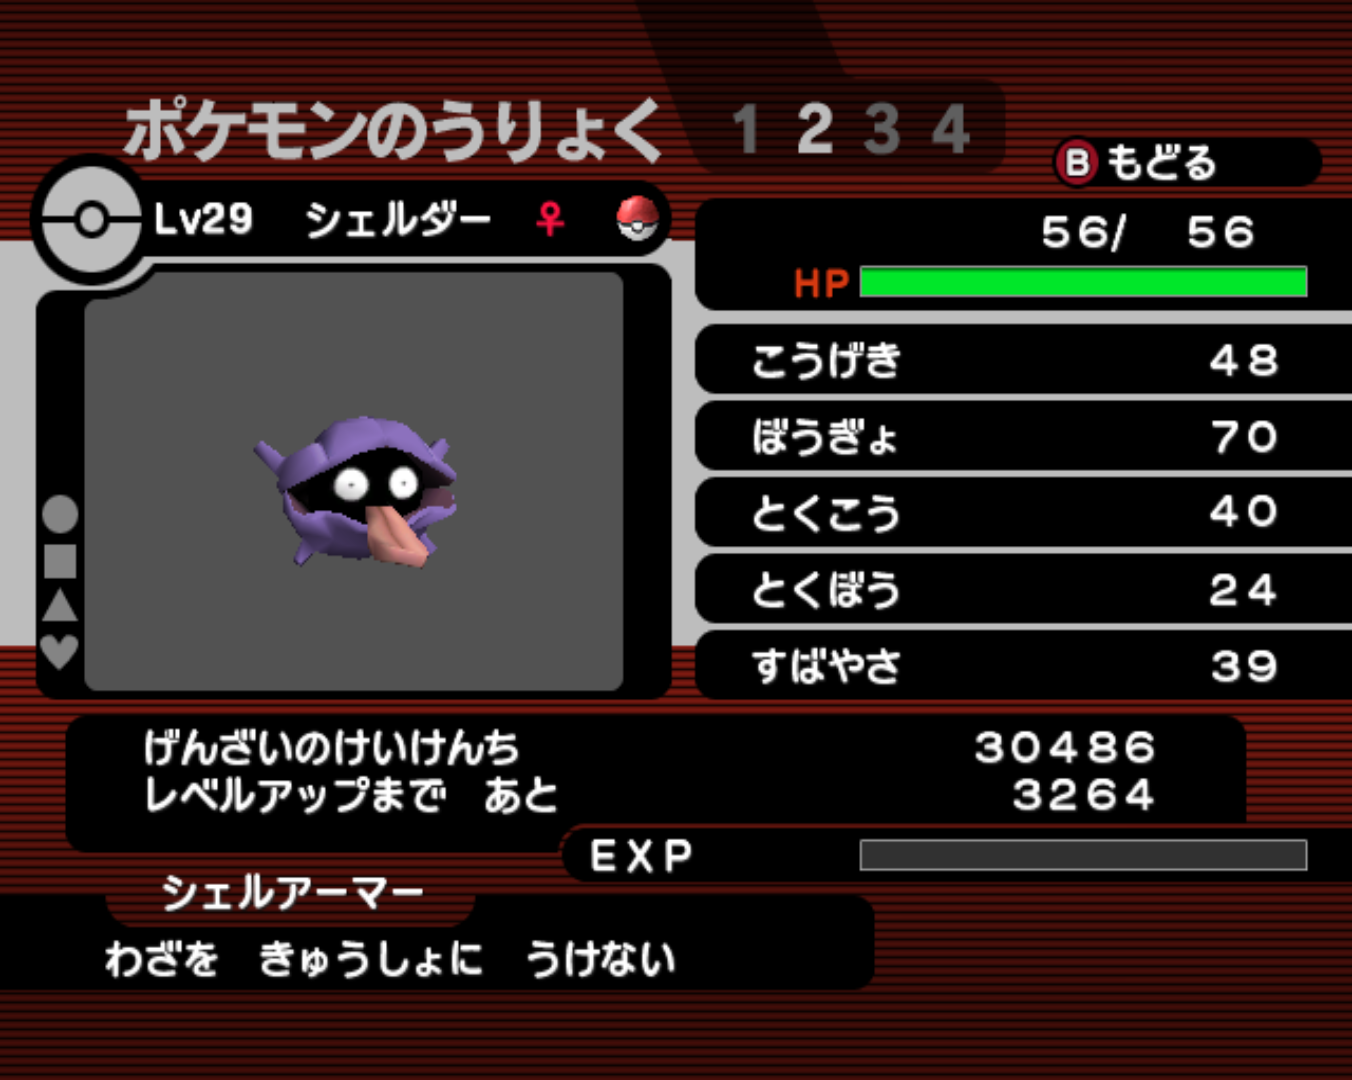 ポケモンのうりょく 1 2 3 4
B もどる
Lv29 シェルダー ♀
56/ 56
HP
こうげき 48
ぼうぎょ 70
とくこう 40
とくぼう 24
すばやさ 39
げんざいのけいけんち 30486
レベルアップまで あと 3264
EXP
シェルアーマー
わざを きゅうしょに うけない